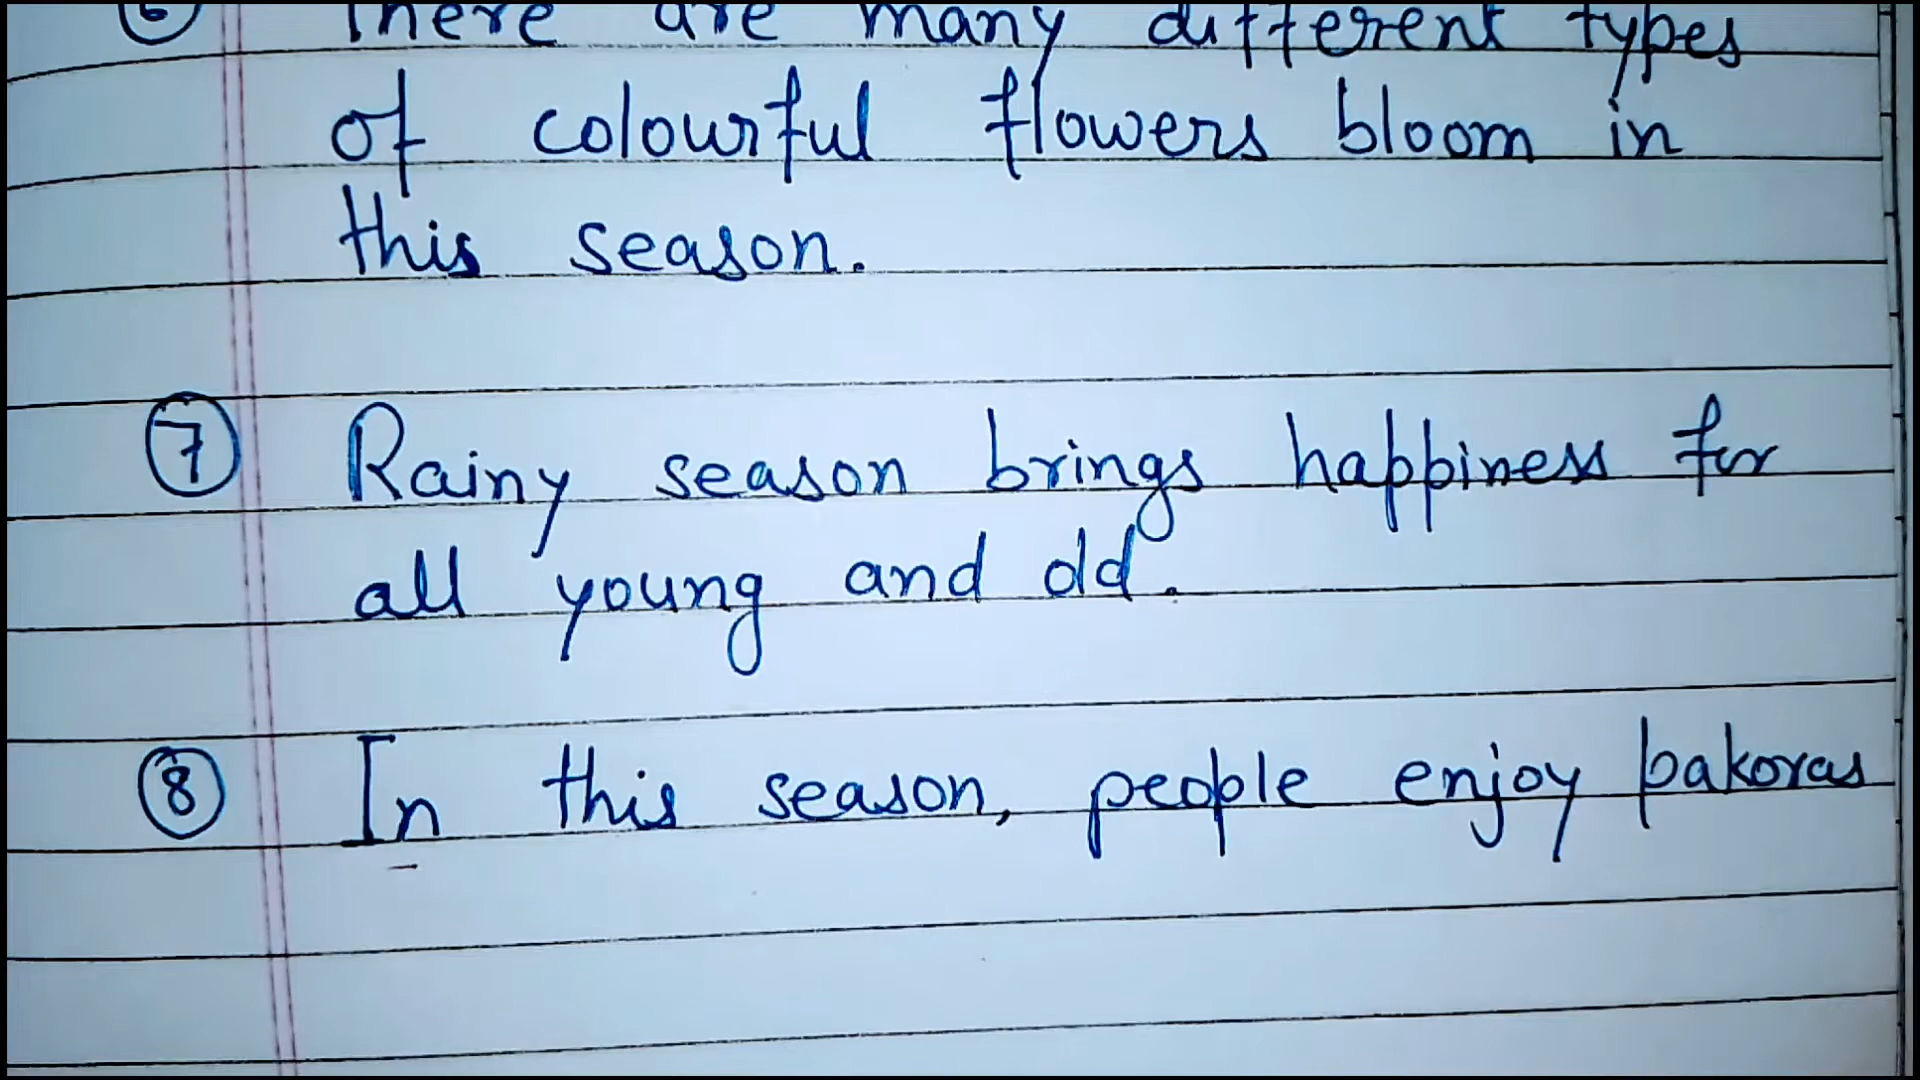 6 There are many different types
of colourful flowers bloom in
this season.
7 Rainy season brings happiness for
all young and old.
8 In this season, people enjoy pakoras